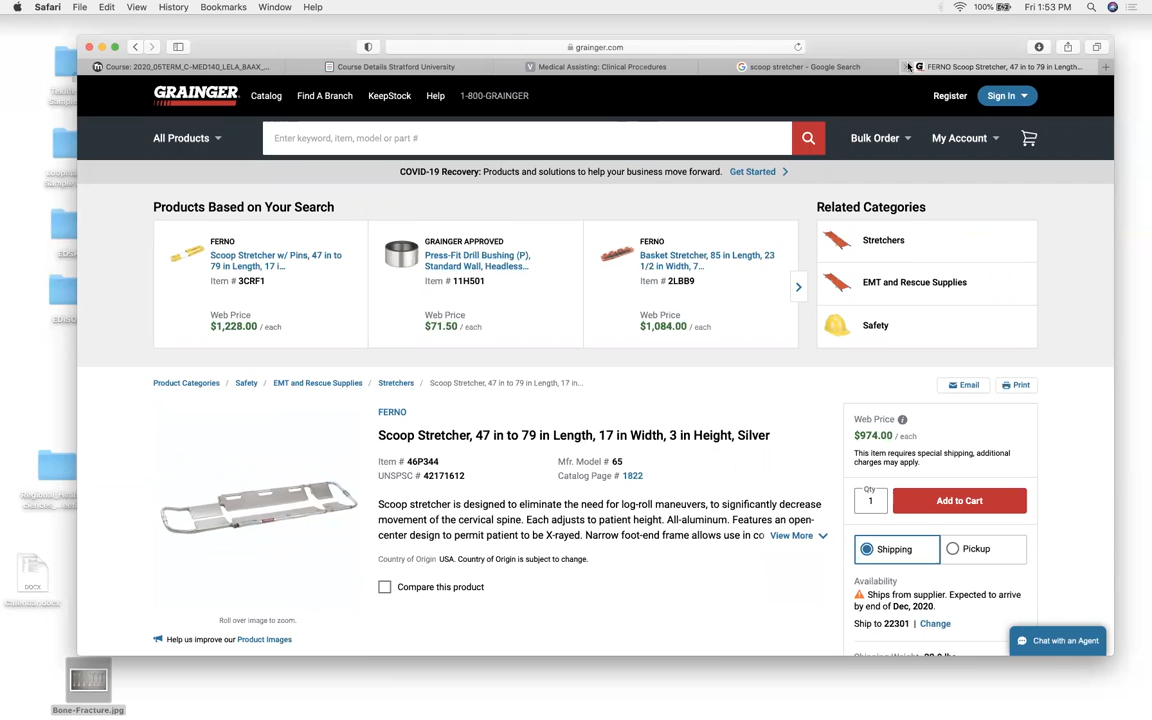 Safari File Edit View History Bookmarks Window Help 100% Fri 1:53 PM
grainger.com
Course: 2020_05TERM_C-MED140_LELA_BAAX_... Course Details Stratford University Medical Assisting: Clinical Procedures scoop stretcher - Google Search FERNO Scoop Stretcher, 47 in to 79 in Length...
GRAINGER Catalog Find A Branch KeepStock Help 1-800-GRAINGER Register Sign In
All Products Enter keyword, item, model or part # Bulk Order My Account
COVID-19 Recovery: Products and solutions to help your business move forward. Get Started
Products Based on Your Search
Related Categories
FERNO
Scoop Stretcher w/ Pins, 47 in to
79 in Length, 17 i...
Item # 3CRF1
Web Price
$1,228.00 / each
GRAINGER APPROVED
Press-Fit Drill Bushing (P),
Standard Wall, Headless...
Item # 11H501
Web Price
$71.50 / each
FERNO
Basket Stretcher, 85 in Length, 23
1/2 in Width, 7...
Item # 2LBB9
Web Price
$1,084.00 / each
Stretchers
EMT and Rescue Supplies
Safety
Product Categories / Safety / EMT and Rescue Supplies / Stretchers / Scoop Stretcher, 47 in to 79 in Length, 17 in...
Email Print
FERNO
Scoop Stretcher, 47 in to 79 in Length, 17 in Width, 3 in Height, Silver
Item # 46P344 Mfr. Model # 65
UNSPSC # 42171612 Catalog Page # 1822
Scoop stretcher is designed to eliminate the need for log-roll maneuvers, to significantly decrease
movement of the cervical spine. Each adjusts to patient height. All-aluminum. Features an open-
center design to permit patient to be X-rayed. Narrow foot-end frame allows use in co View More
Country of Origin USA. Country of Origin is subject to change.
Compare this product
Roll over image to zoom.
Help us improve our Product Images
Web Price
$974.00 / each
This item requires special shipping, additional
charges may apply.
Qty
1
Add to Cart
Shipping Pickup
Availability
Ships from supplier. Expected to arrive
by end of Dec, 2020.
Ship to 22301 | Change
Chat with an Agent
DOCX
Calendar.docx
Bone-Fracture.jpg